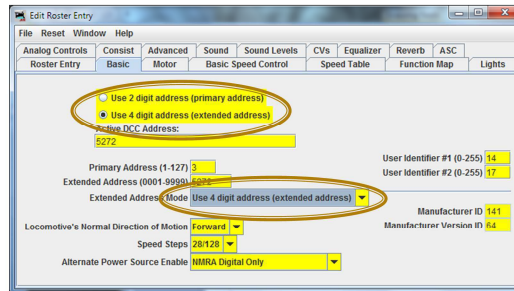 Edit Roster Entry
File Reset Window Help
Analog Controls Consist Advanced Sound Sound Levels CVs Equalizer Reverb ASC
Roster Entry Basic Motor Basic Speed Control Speed Table Function Map Lights
Use 2 digit address (primary address)
Use 4 digit address (extended address)
Active DCC Address:
5272
User Identifier #1 (0-255) 14
Primary Address (1-127) 3
User Identifier #2 (0-255) 17
Extended Address (0001-9999) 5272
Extended Address Mode Use 4 digit address (extended address)
Manufacturer ID 141
Locomotive's Normal Direction of Motion Forward
Manufacturer Version ID 64
Speed Steps 28/128
Alternate Power Source Enable NMRA Digital Only